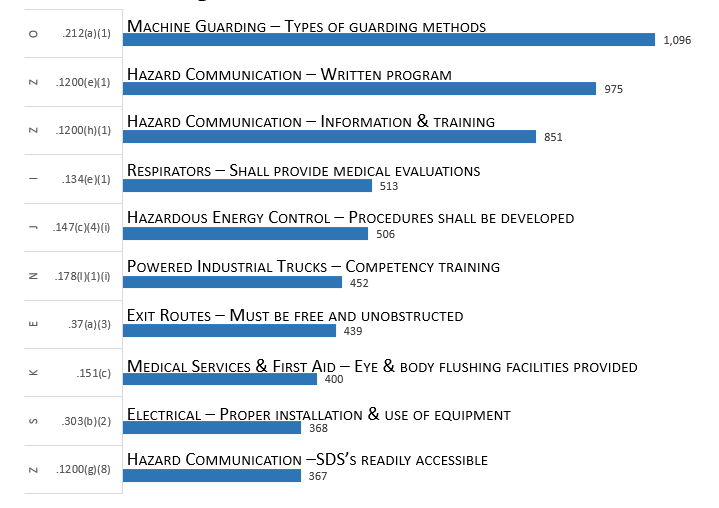 O .212(a)(1) Machine Guarding – Types of guarding methods 1,096
Z .1200(e)(1) Hazard Communication – Written program 975
Z .1200(h)(1) Hazard Communication – Information & training 851
I .134(e)(1) Respirators – Shall provide medical evaluations 513
J .147(c)(4)(i) Hazardous Energy Control – Procedures shall be developed 506
N .178(l)(1)(i) Powered Industrial Trucks – Competency training 452
E .37(a)(3) Exit Routes – Must be free and unobstructed 439
K .151(c) Medical Services & First Aid – Eye & body flushing facilities provided 400
S .303(b)(2) Electrical – Proper installation & use of equipment 368
Z .1200(g)(8) Hazard Communication –SDS's readily accessible 367